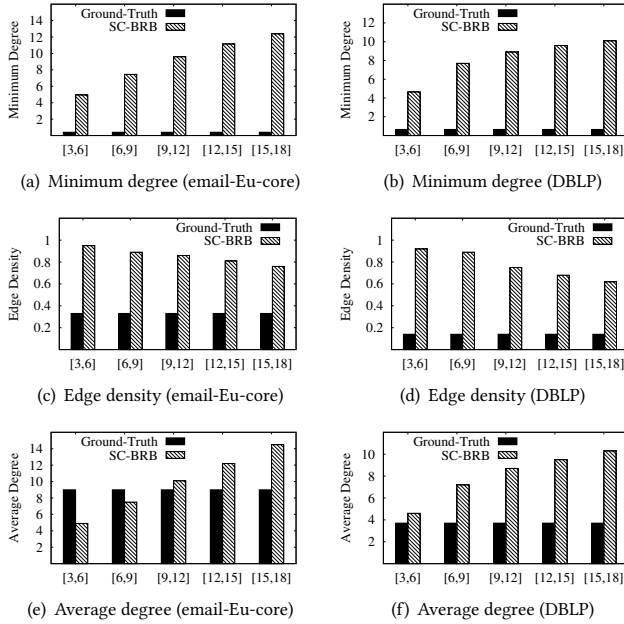 Ground-Truth
SC-BRB
Minimum Degree
14
12
10
8
6
4
2
[3,6] [6,9] [9,12] [12,15] [15,18]
(a) Minimum degree (email-Eu-core)
Ground-Truth
SC-BRB
Minimum Degree
12
10
8
6
4
2
[3,6] [6,9] [9,12] [12,15] [15,18]
(b) Minimum degree (DBLP)
Ground-Truth
SC-BRB
Edge Density
1
0.8
0.6
0.4
0.2
[3,6] [6,9] [9,12] [12,15] [15,18]
(c) Edge density (email-Eu-core)
Ground-Truth
SC-BRB
Edge Density
1
0.8
0.6
0.4
0.2
[3,6] [6,9] [9,12] [12,15] [15,18]
(d) Edge density (DBLP)
Ground-Truth
SC-BRB
Average Degree
14
12
10
8
6
4
2
[3,6] [6,9] [9,12] [12,15] [15,18]
(e) Average degree (email-Eu-core)
Ground-Truth
SC-BRB
Average Degree
10
8
6
4
2
[3,6] [6,9] [9,12] [12,15] [15,18]
(f) Average degree (DBLP)